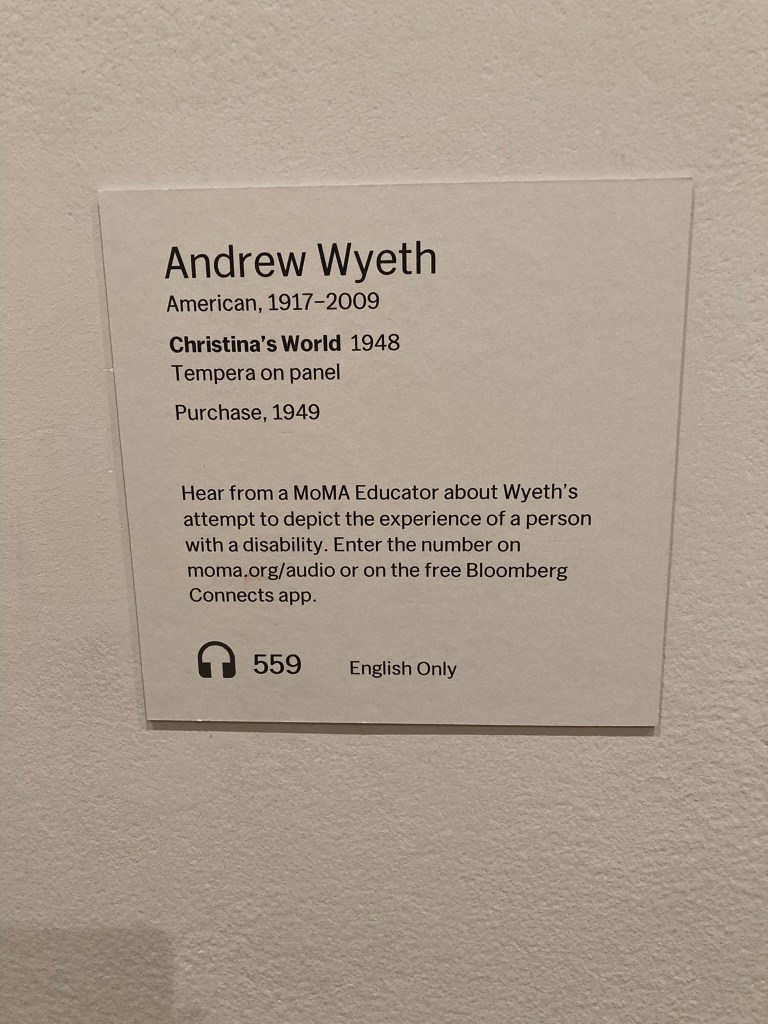 Andrew Wyeth
American, 1917–2009
Christina's World 1948
Tempera on panel
Purchase, 1949
Hear from a MoMA Educator about Wyeth's
attempt to depict the experience of a person
with a disability. Enter the number on
moma.org/audio or on the free Bloomberg
Connects app.
559 English Only